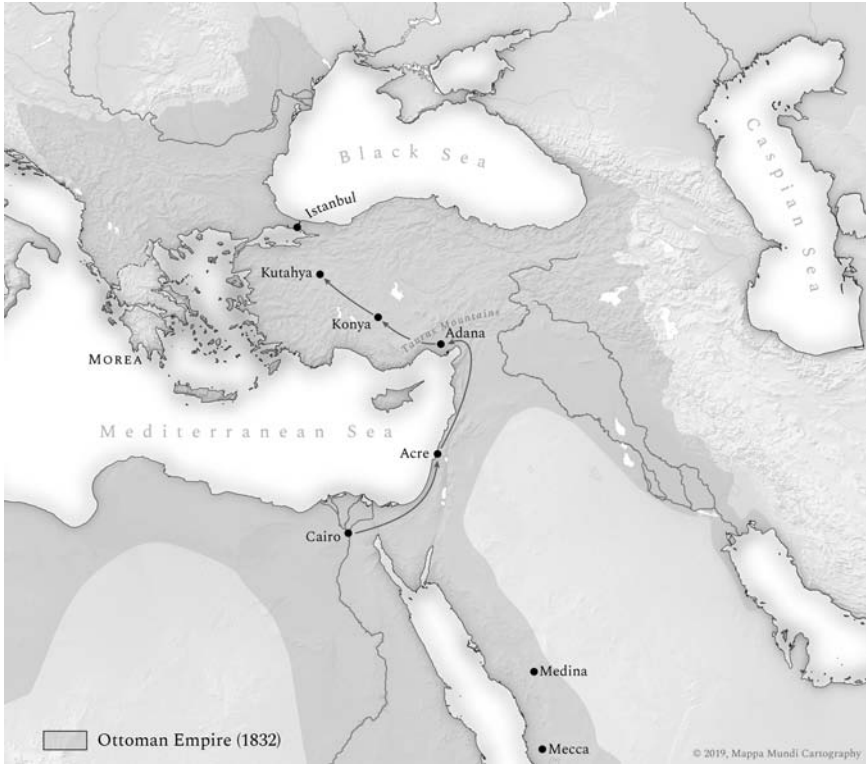 Black Sea
Caspian Sea
Istanbul
Kutahya
Konya
Taurus Mountains
Adana
MOREA
Mediterranean Sea
Acre
Cairo
Medina
Ottoman Empire (1832)
Mecca
© 2019, Mappa Mundi Cartography